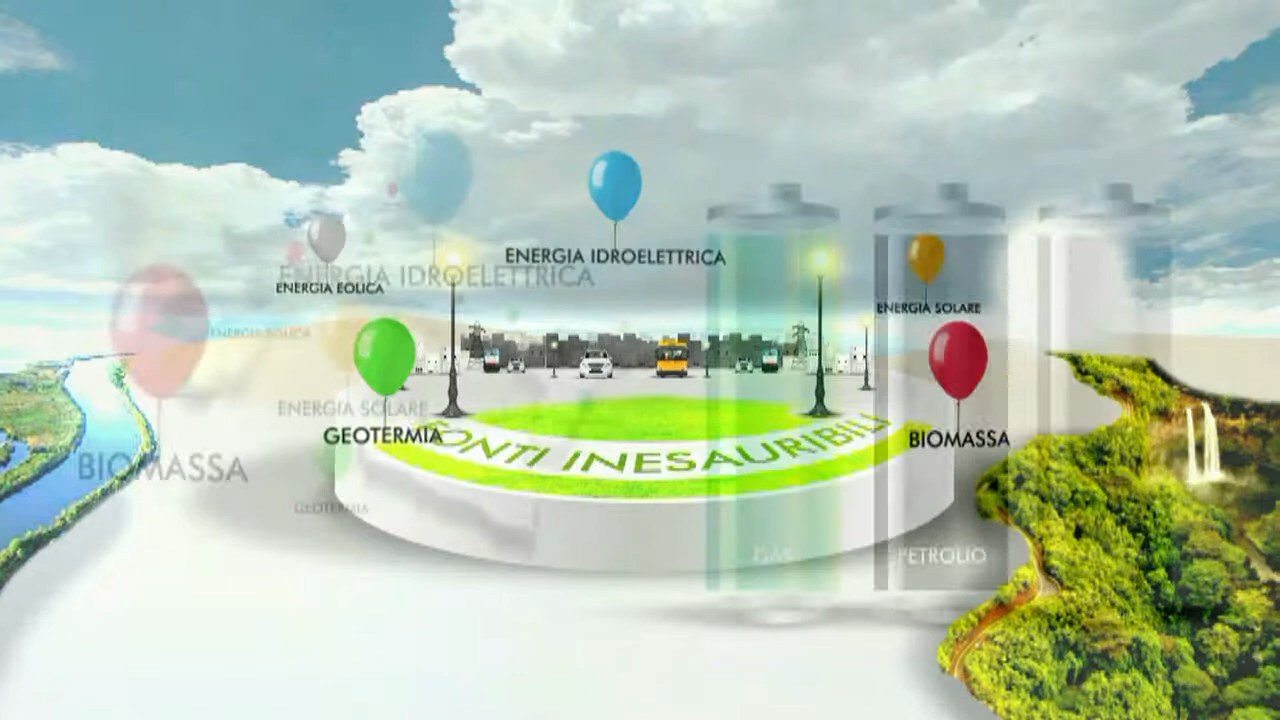 ENERGIA IDROELETTRICA
ENERGIA IDROELETTRICA
ENERGIA EOLICA
ENERGIA SOLARE
ENERGIA EOLICA
ENERGIA SOLARE
GEOTERMIA
BIOMASSA
FONTI INESAURIBILI
BIOMASSA
GEOTERMIA
GAS
PETROLIO